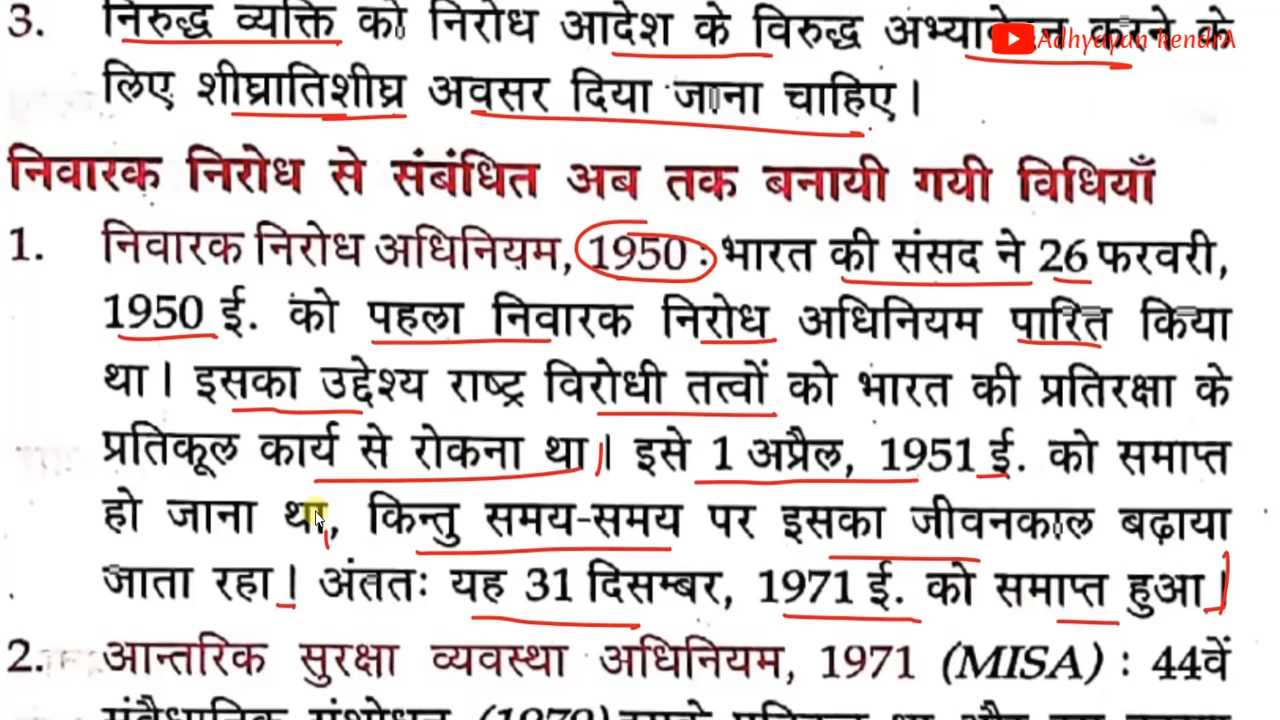 3. निरुद्ध व्यक्ति को निरोध आदेश के विरुद्ध अभ्यावेदन करने के
Adhyayan kendrA
लिए शीघ्रातिशीघ्र अवसर दिया जाना चाहिए।
निवारक निरोध से संबंधित अब तक बनायी गयी विधियाँ
1. निवारक निरोध अधिनियम, 1950 : भारत की संसद ने 26 फरवरी,
1950 ई. को पहला निवारक निरोध अधिनियम पारित किया
था। इसका उद्देश्य राष्ट्र विरोधी तत्वों को भारत की प्रतिरक्षा के
प्रतिकूल कार्य से रोकना था। इसे 1 अप्रैल, 1951 ई. को समाप्त
हो जाना था, किन्तु समय-समय पर इसका जीवनकाल बढ़ाया
जाता रहा। अंततः यह 31 दिसम्बर, 1971 ई. को समाप्त हुआ।
2. आन्तरिक सुरक्षा व्यवस्था अधिनियम, 1971 (MISA) : 44वें